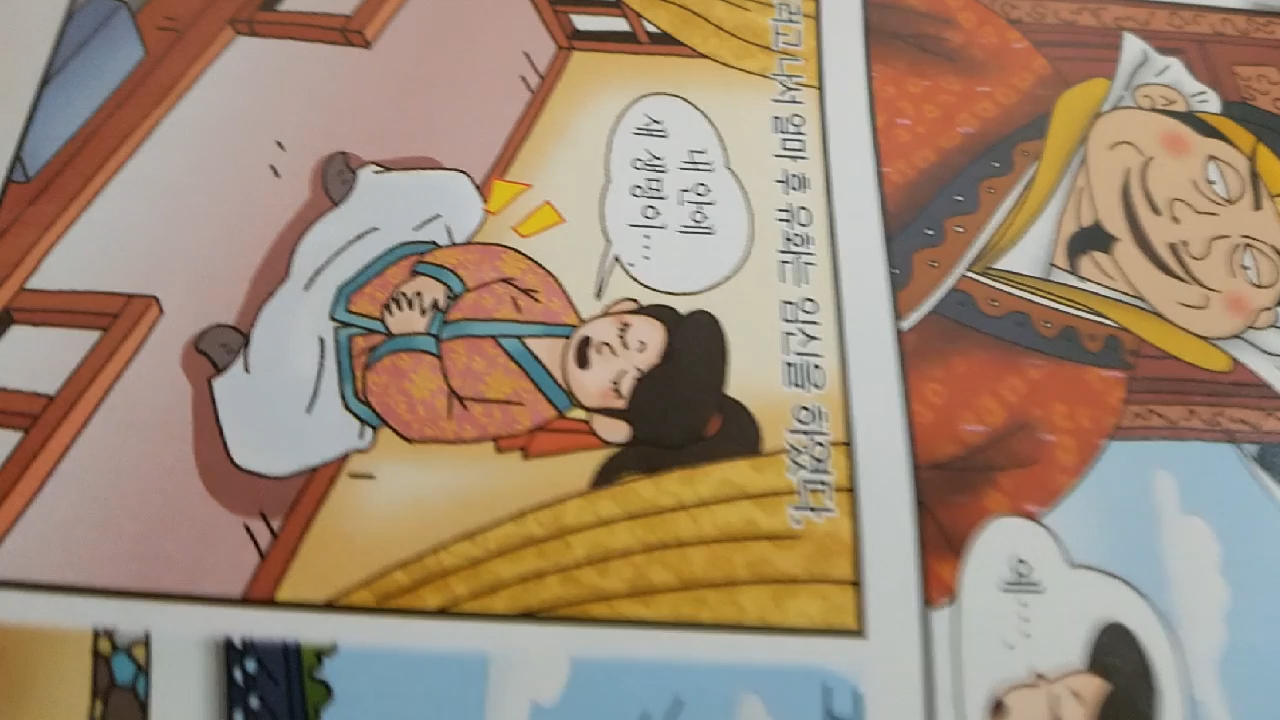 예…,
러고 나서 얼마 후 유화는 임신을 하였다.
내 안에
새 생명이…